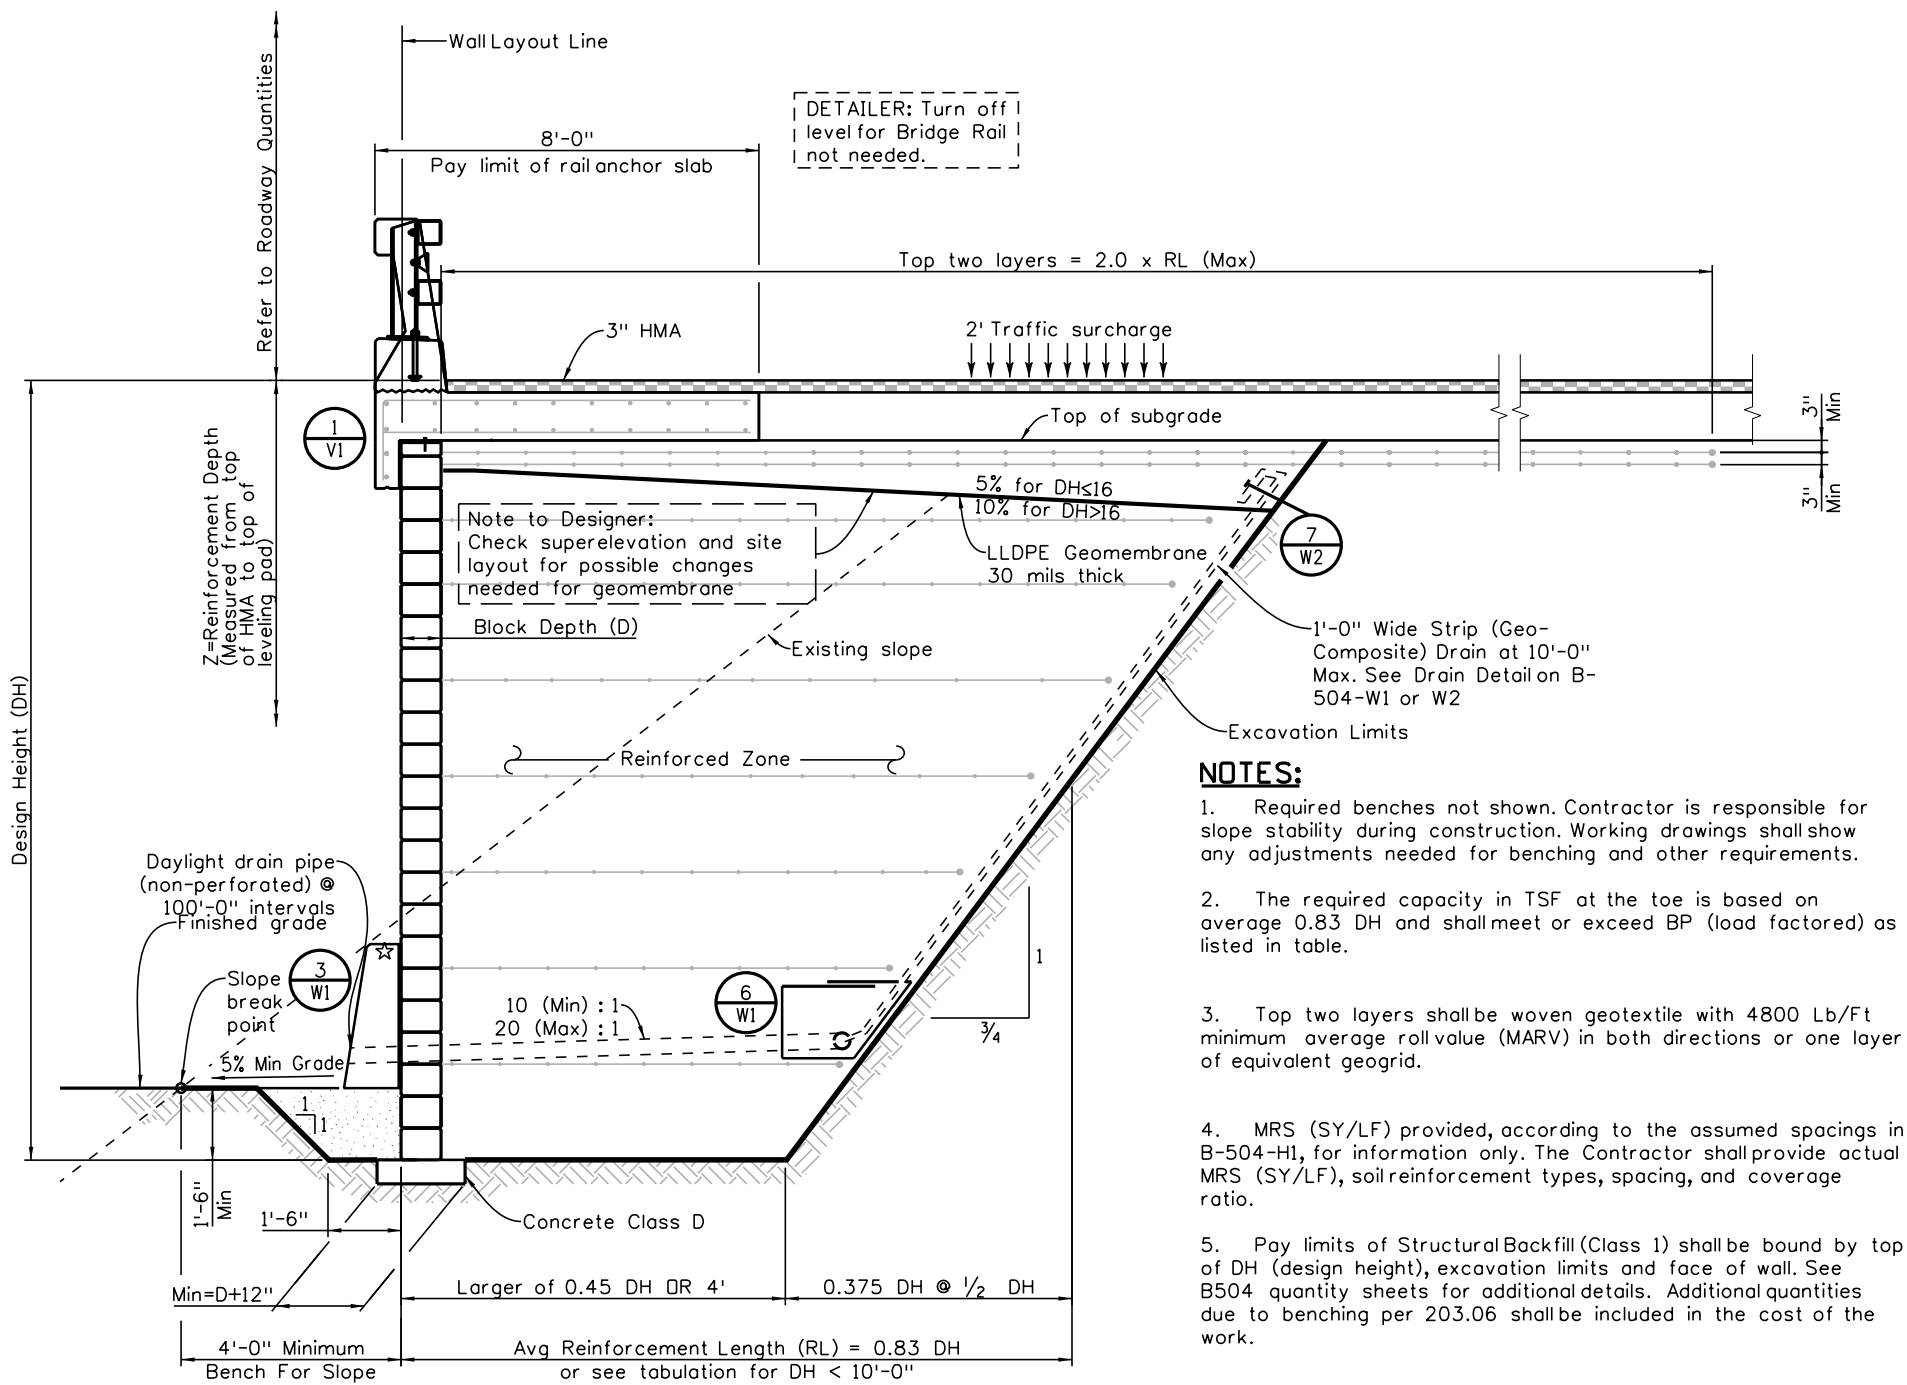 Wall Layout Line
Refer to Roadway Quantities
DETAILER: Turn off
level for Bridge Rail
not needed.
8'-0"
Pay limit of rail anchor slab
Top two layers = 2.0 x RL (Max)
3" HMA
2' Traffic surcharge
Top of subgrade
3"
Min
3"
Min
1
V1
Z=Reinforcement Depth
(Measured from top
of HMA to top of
leveling pad)
5% for DH≤16
10% for DH>16
Note to Designer:
Check superelevation and site
layout for possible changes
needed for geomembrane
LLDPE Geomembrane
30 mils thick
7
W2
Block Depth (D)
Existing slope
1'-0" Wide Strip (Geo-
Composite) Drain at 10'-0"
Max. See Drain Detail on B-
504-W1 or W2
Excavation Limits
Design Height (DH)
Reinforced Zone
Daylight drain pipe
(non-perforated) @
100'-0" intervals
Finished grade
Slope
break
point
3
W1
6
W1
10 (Min) : 1
20 (Max) : 1
1
3/4
5% Min Grade
1
1
1'-6"
Min
1'-6"
Concrete Class D
Min=D+12"
Larger of 0.45 DH OR 4'
0.375 DH @ 1/2 DH
4'-0" Minimum
Bench For Slope
Avg Reinforcement Length (RL) = 0.83 DH
or see tabulation for DH < 10'-0"
NOTES:
1. Required benches not shown. Contractor is responsible for
slope stability during construction. Working drawings shall show
any adjustments needed for benching and other requirements.
2. The required capacity in TSF at the toe is based on
average 0.83 DH and shall meet or exceed BP (load factored) as
listed in table.
3. Top two layers shall be woven geotextile with 4800 Lb/Ft
minimum average roll value (MARV) in both directions or one layer
of equivalent geogrid.
4. MRS (SY/LF) provided, according to the assumed spacings in
B-504-H1, for information only. The Contractor shall provide actual
MRS (SY/LF), soil reinforcement types, spacing, and coverage
ratio.
5. Pay limits of Structural Backfill (Class 1) shall be bound by top
of DH (design height), excavation limits and face of wall. See
B504 quantity sheets for additional details. Additional quantities
due to benching per 203.06 shall be included in the cost of the
work.